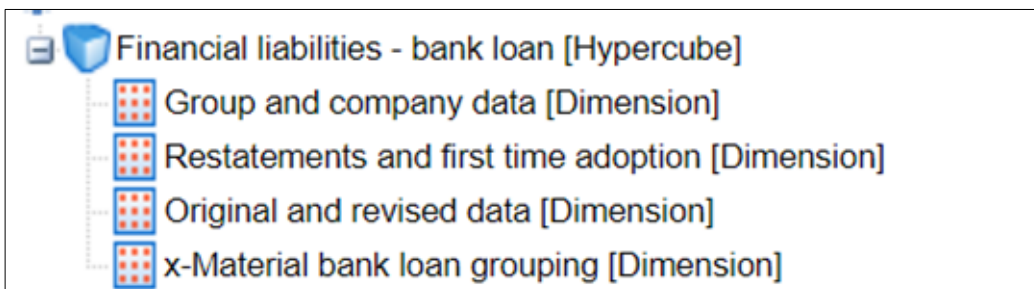 Financial liabilities - bank loan [Hypercube]
Group and company data [Dimension]
Restatements and first time adoption [Dimension]
Original and revised data [Dimension]
x-Material bank loan grouping [Dimension]